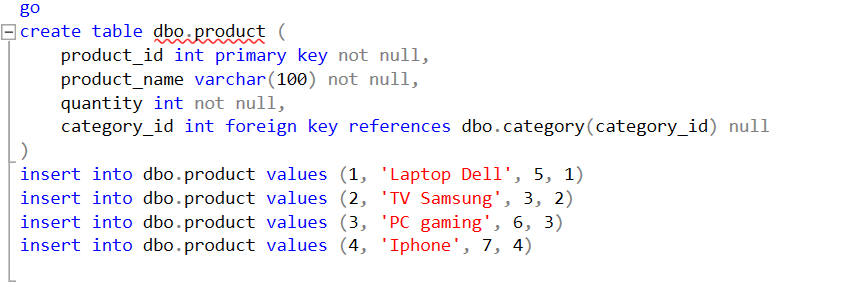 go
create table dbo.product (
    product_id int primary key not null,
    product_name varchar(100) not null,
    quantity int not null,
    category_id int foreign key references dbo.category(category_id) null
)
insert into dbo.product values (1, 'Laptop Dell', 5, 1)
insert into dbo.product values (2, 'TV Samsung', 3, 2)
insert into dbo.product values (3, 'PC gaming', 6, 3)
insert into dbo.product values (4, 'Iphone', 7, 4)